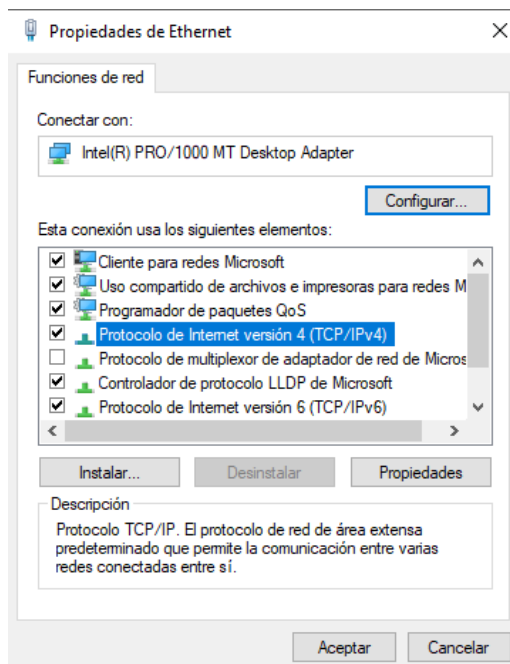 Propiedades de Ethernet
Funciones de red
Conectar con:
Intel(R) PRO/1000 MT Desktop Adapter
Configurar...
Esta conexión usa los siguientes elementos:
Cliente para redes Microsoft
Uso compartido de archivos e impresoras para redes M
Programador de paquetes QoS
Protocolo de Internet versión 4 (TCP/IPv4)
Protocolo de multiplexor de adaptador de red de Micros
Controlador de protocolo LLDP de Microsoft
Protocolo de Internet versión 6 (TCP/IPv6)
Instalar...
Desinstalar
Propiedades
Descripción
Protocolo TCP/IP. El protocolo de red de área extensa
predeterminado que permite la comunicación entre varias
redes conectadas entre sí.
Aceptar
Cancelar